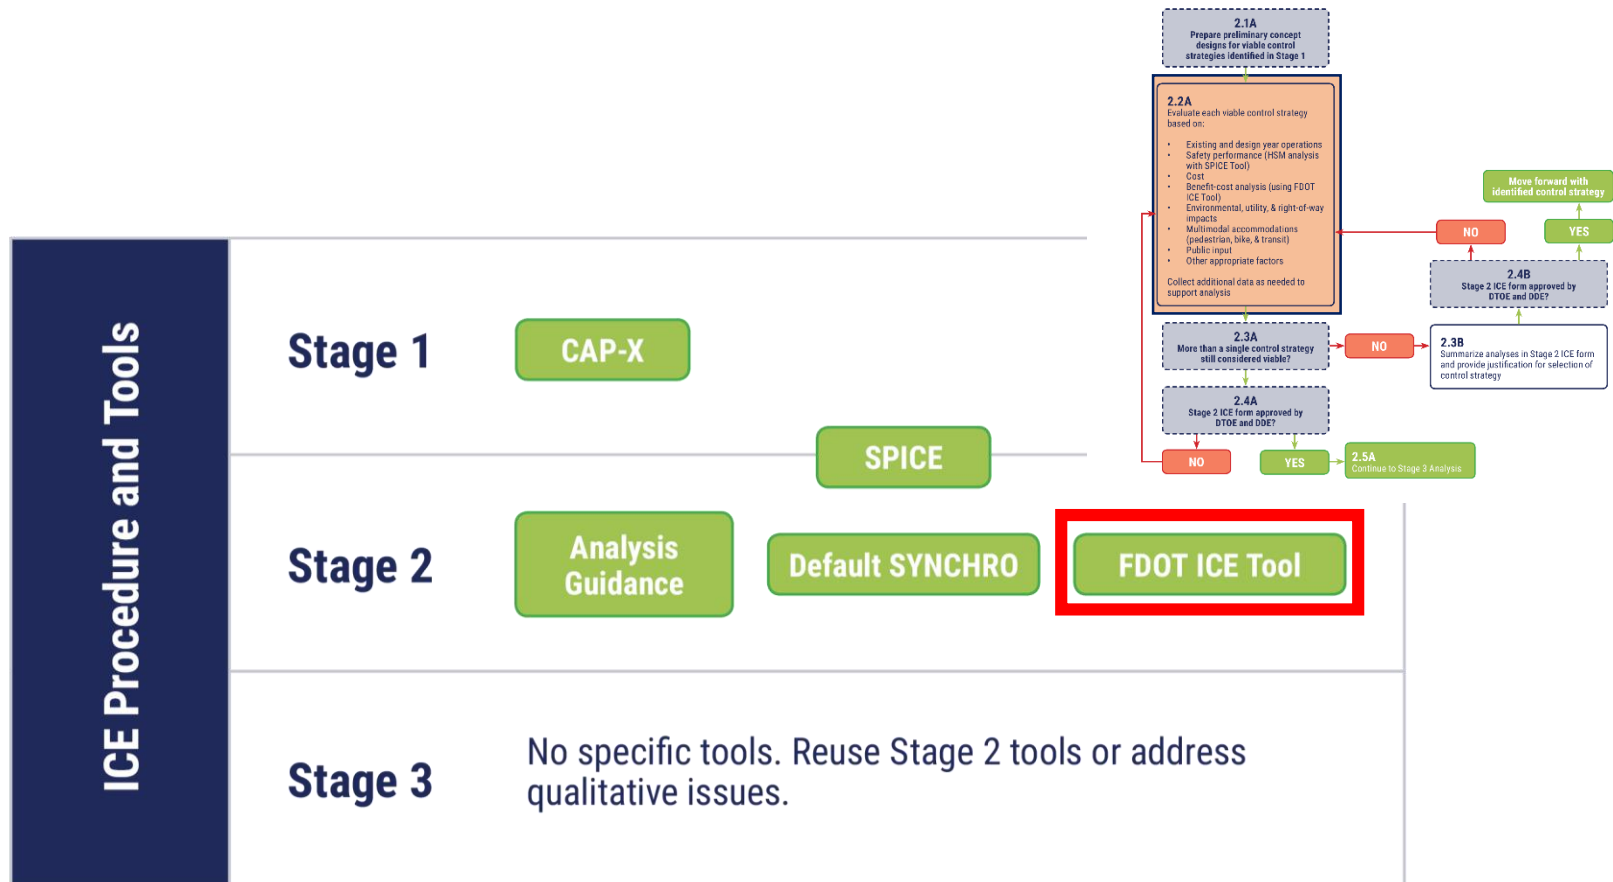 ICE Procedure and Tools
Stage 1
CAP-X
SPICE
Stage 2
Analysis
Guidance
Default SYNCHRO
FDOT ICE Tool
Stage 3
No specific tools. Reuse Stage 2 tools or address
qualitative issues.
2.1A
Prepare preliminary concept
designs for viable control
strategies identified in Stage 1
2.2A
Evaluate each viable control strategy
based on:
• Existing and design year operations
• Safety performance (HSM analysis
with SPICE Tool)
• Cost
• Benefit-cost analysis (using FDOT
ICE Tool)
• Environmental, utility, & right-of-way
impacts
• Multimodal accommodations
(pedestrian, bike, & transit)
• Public input
• Other appropriate factors
Collect additional data as needed to
support analysis
2.3A
More than a single control strategy
still considered viable?
NO
2.3B
Summarize analyses in Stage 2 ICE form
and provide justification for selection of
control strategy
2.4B
Stage 2 ICE form approved by
DTOE and DDE?
NO
YES
Move forward with
identified control strategy
2.4A
Stage 2 ICE form approved by
DTOE and DDE?
NO
YES
2.5A
Continue to Stage 3 Analysis